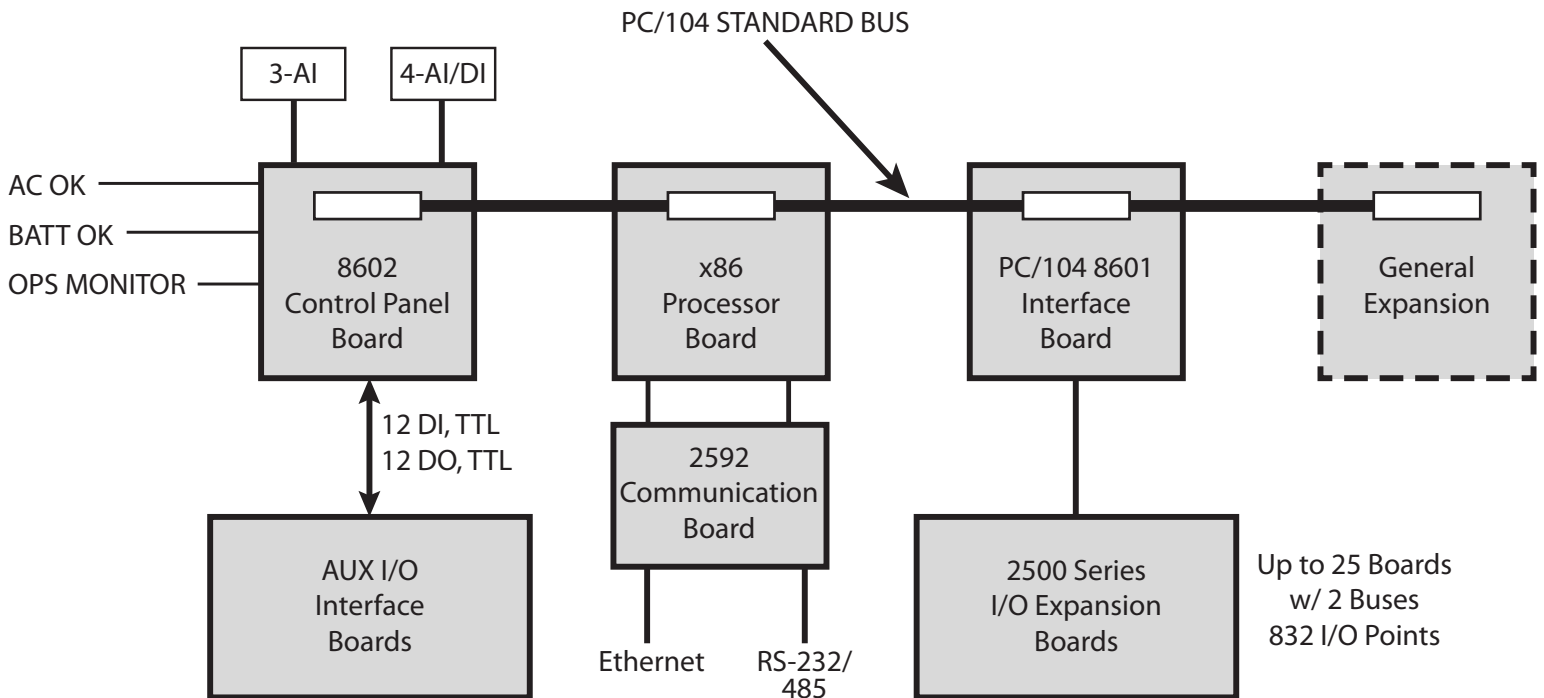 PC/104 STANDARD BUS
3-AI
4-AI/DI
AC OK
BATT OK
OPS MONITOR
8602
Control Panel
Board
x86
Processor
Board
PC/104 8601
Interface
Board
General
Expansion
12 DI, TTL
12 DO, TTL
2592
Communication
Board
AUX I/O
Interface
Boards
2500 Series
I/O Expansion
Boards
Up to 25 Boards
w/ 2 Buses
832 I/O Points
Ethernet
RS-232/
485